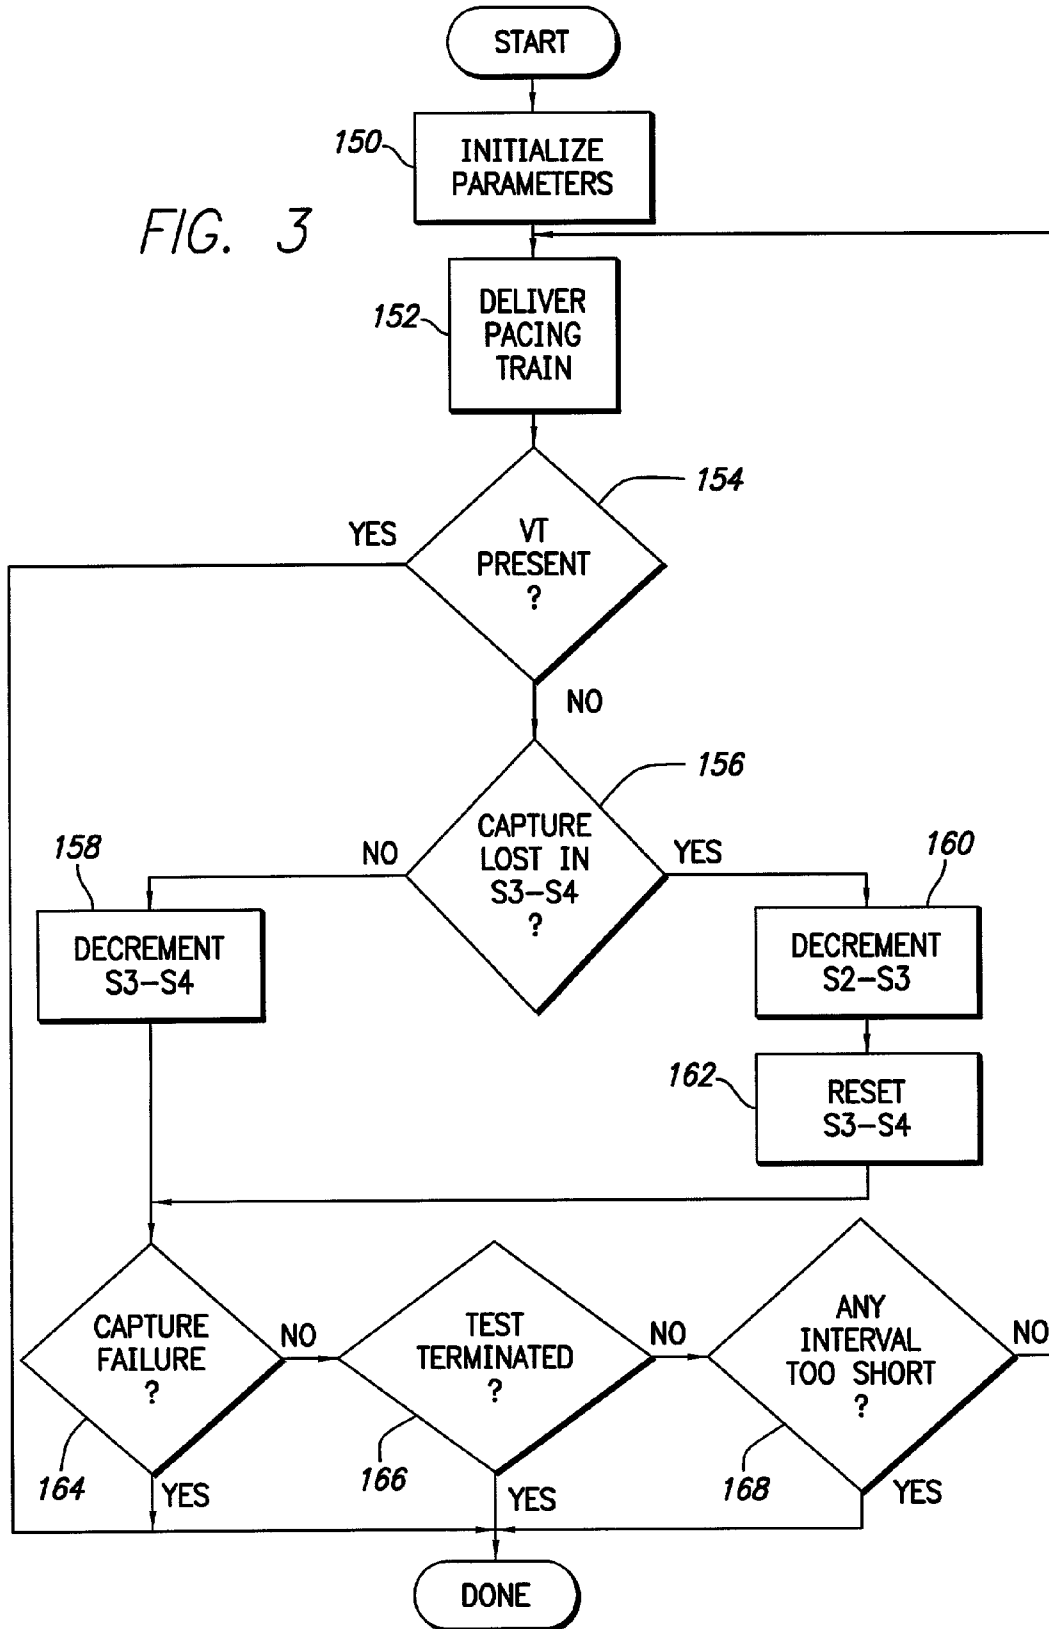 START
150
INITIALIZE
PARAMETERS
FIG. 3
152
DELIVER
PACING
TRAIN
154
YES
VT
PRESENT
?
NO
156
158
NO
CAPTURE
LOST IN
S3-S4
?
YES
160
DECREMENT
S3-S4
DECREMENT
S2-S3
162
RESET
S3-S4
CAPTURE
FAILURE
?
NO
TEST
TERMINATED
?
NO
ANY
INTERVAL
TOO SHORT
?
NO
164
YES
166
YES
168
YES
DONE